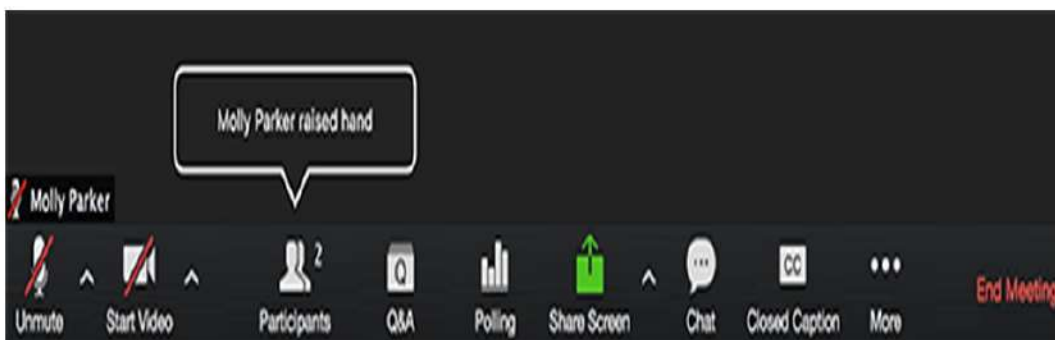 Molly Parker raised hand
Molly Parker
2
Unmute Start Video Participants Q Q&A Polling Share Screen Chat CC Closed Caption More End Meeting